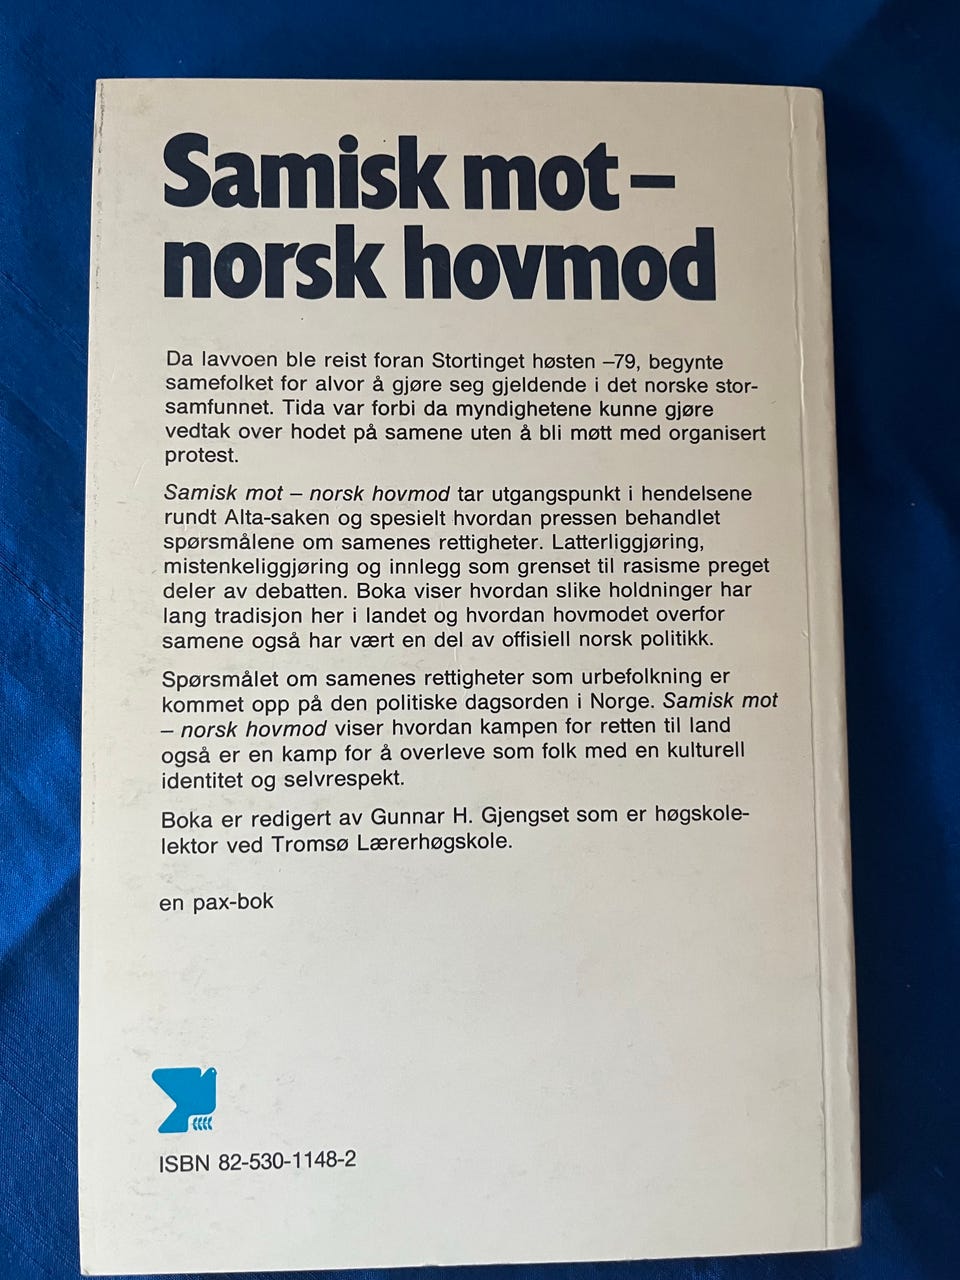 Samisk mot –
norsk hovmod
Da lavvoen ble reist foran Stortinget høsten –79, begynte
samefolket for alvor å gjøre seg gjeldende i det norske stor-
samfunnet. Tida var forbi da myndighetene kunne gjøre
vedtak over hodet på samene uten å bli møtt med organisert
protest.
Samisk mot – norsk hovmod tar utgangspunkt i hendelsene
rundt Alta-saken og spesielt hvordan pressen behandlet
spørsmålene om samenes rettigheter. Latterliggjøring,
mistenkeliggjøring og innlegg som grenset til rasisme preget
deler av debatten. Boka viser hvordan slike holdninger har
lang tradisjon her i landet og hvordan hovmodet overfor
samene også har vært en del av offisiell norsk politikk.
Spørsmålet om samenes rettigheter som urbefolkning er
kommet opp på den politiske dagsorden i Norge. Samisk mot
– norsk hovmod viser hvordan kampen for retten til land
også er en kamp for å overleve som folk med en kulturell
identitet og selvrespekt.
Boka er redigert av Gunnar H. Gjengset som er høgskole-
lektor ved Tromsø Lærerhøgskole.
en pax-bok
ISBN 82-530-1148-2